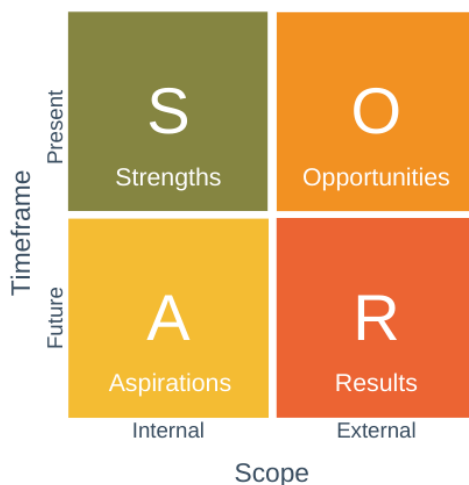 Timeframe
Present
S
Strengths
O
Opportunities
Future
A
Aspirations
R
Results
Internal
External
Scope